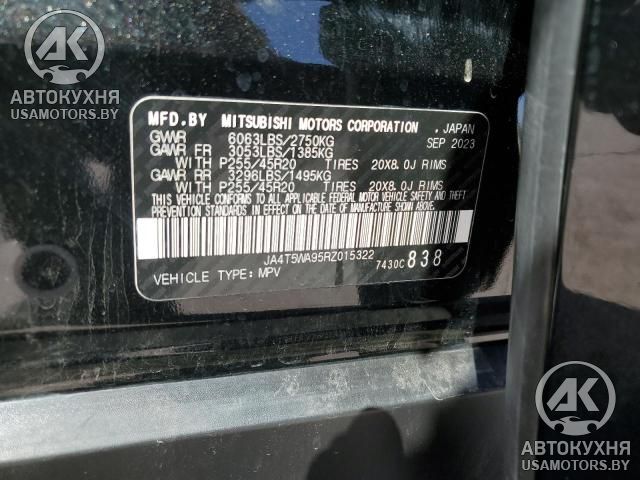 AK
АВТОКУХНЯ
USAMOTORS.BY
MFD.BY MITSUBISHI MOTORS CORPORATION , JAPAN
GVWR 6063LBS/2750KG SEP 2023
GAWR FR 3053LBS/1385KG
WITH P255/45R20 TIRES 20X8.0J RIMS
GAWR RR 3296LBS/1495KG
WITH P255/45R20 TIRES 20X8.0J RIMS
THIS VEHICLE CONFORMS TO ALL APPLICABLE FEDERAL MOTOR VEHICLE SAFETY AND THEFT
PREVENTION STANDARDS IN EFFECT ON THE DATE OF MANUFACTURE SHOWN ABOVE.
JA4T5WA95RZ015322
VEHICLE TYPE: MPV 7430C 838
AK
АВТОКУХНЯ
USAMOTORS.BY